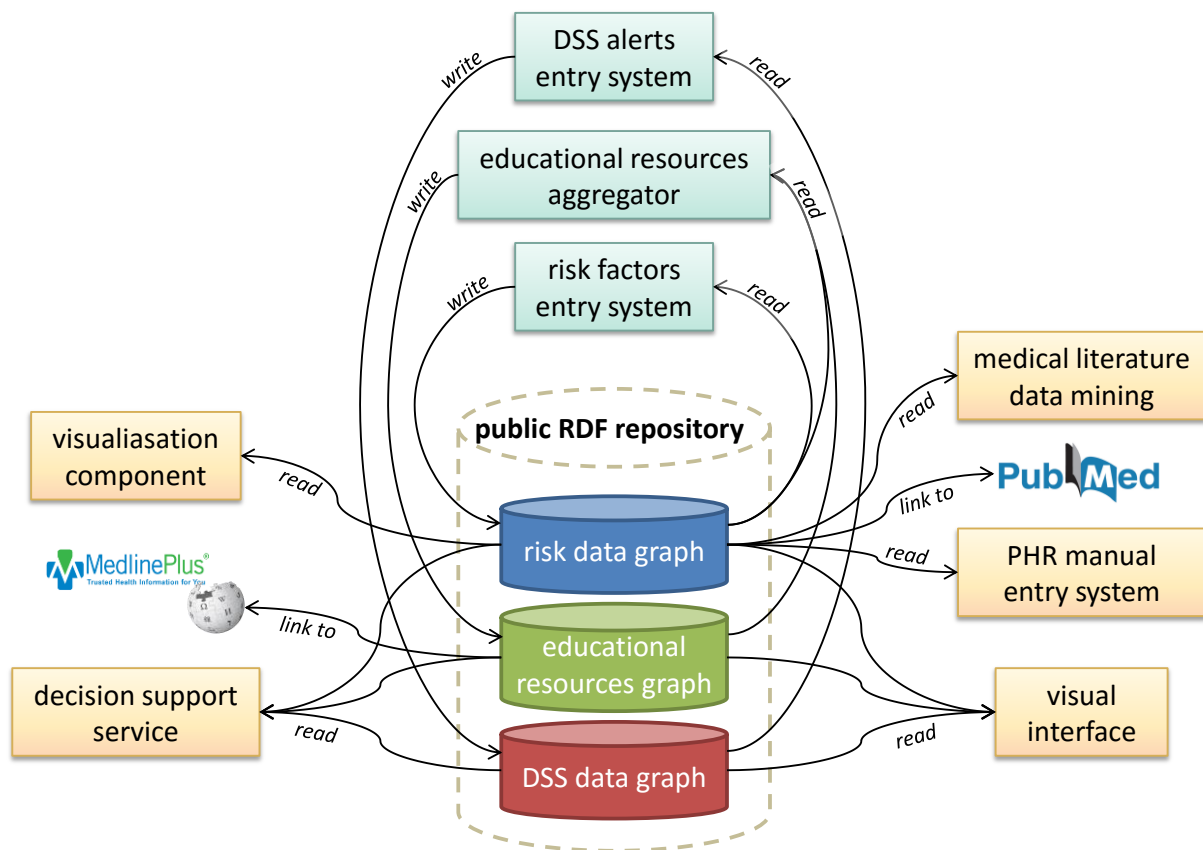 DSS alerts
entry system
write
read
educational resources
aggregator
write
read
risk factors
entry system
write
read
medical literature
data mining
read
public RDF repository
visualiasation
component
read
PubMed
link to
risk data graph
read
PHR manual
entry system
MedlinePlus®
Trusted Health Information for You
link to
educational
resources graph
decision support
service
read
visual
interface
read
DSS data graph